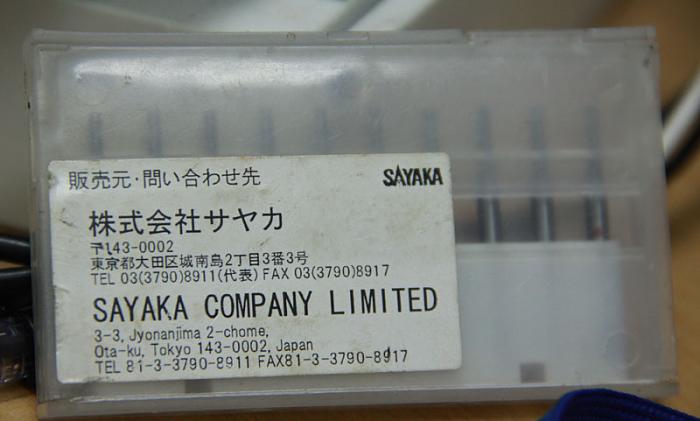 販売元・問い合わせ先 SAYAKA
株式会社サヤカ
〒143-0002
東京都大田区城南島2丁目3番3号
TEL 03(3790)8911(代表) FAX 03(3790)8917
SAYAKA COMPANY LIMITED
3-3, Jyonanjima 2-chome,
Ota-ku, Tokyo 143-0002, Japan
TEL 81-3-3790-8911 FAX81-3-3790-8917